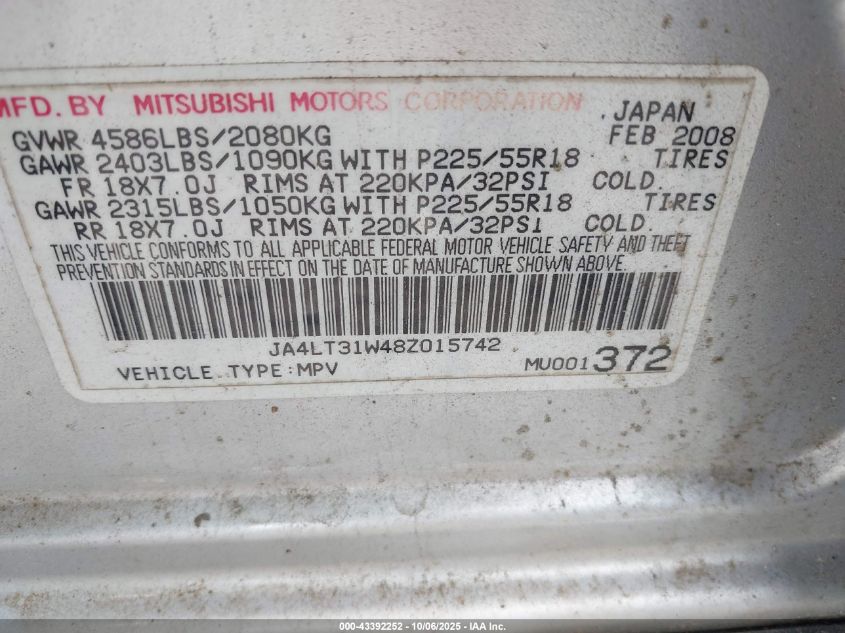 MFD. BY MITSUBISHI MOTORS CORPORATION JAPAN
GVWR 4586LBS/2080KG FEB 2008
GAWR 2403LBS/1090KG WITH P225/55R18 TIRES
FR 18X7.0J RIMS AT 220KPA/32PSI COLD.
GAWR 2315LBS/1050KG WITH P225/55R18 TIRES
RR 18X7.0J RIMS AT 220KPA/32PSI COLD.
THIS VEHICLE CONFORMS TO ALL APPLICABLE FEDERAL MOTOR VEHICLE SAFETY AND THEFT
PREVENTION STANDARDS IN EFFECT ON THE DATE OF MANUFACTURE SHOWN ABOVE.
JA4LT31W48Z015742
VEHICLE TYPE:MPV MU001372
000-43392252 - 10/06/2025 - IAA Inc.